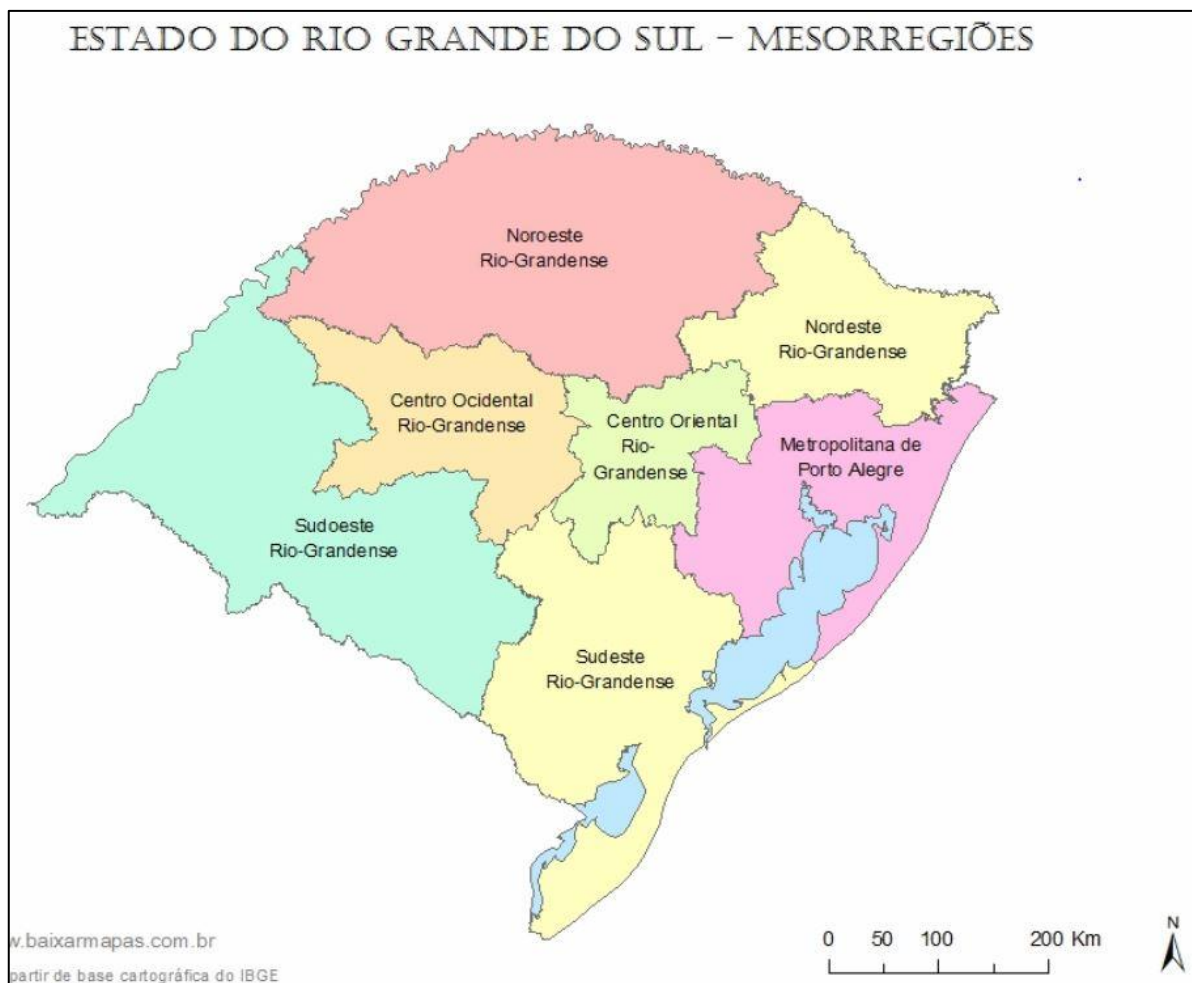 ESTADO DO RIO GRANDE DO SUL – MESORREGIÕES
Noroeste
Rio-Grandense
Nordeste
Rio-Grandense
Centro Ocidental
Rio-Grandense
Centro Oriental
Rio-
Grandense
Metropolitana de
Porto Alegre
Sudoeste
Rio-Grandense
Sudeste
Rio-Grandense
w.baixarmapas.com.br
partir de base cartográfica do IBGE
0 50 100 200 Km
N